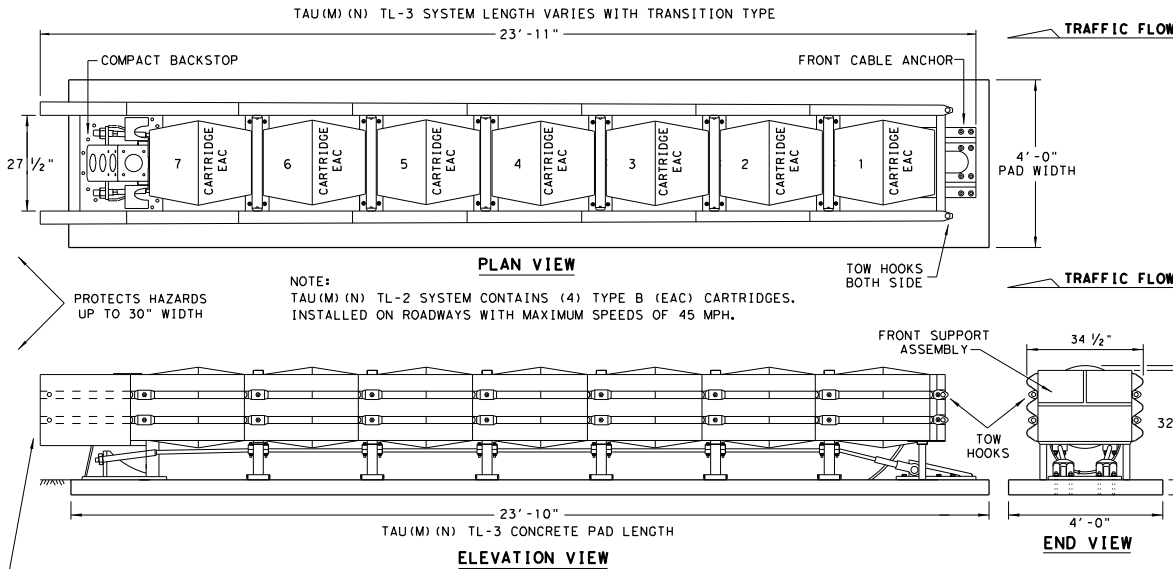 TAU(M)(N) TL-3 SYSTEM LENGTH VARIES WITH TRANSITION TYPE
23'-11"
TRAFFIC FLOW
COMPACT BACKSTOP
FRONT CABLE ANCHOR
27 ½"
7
CARTRIDGE
EAC
6
CARTRIDGE
EAC
5
CARTRIDGE
EAC
4
CARTRIDGE
EAC
3
CARTRIDGE
EAC
2
CARTRIDGE
EAC
1
CARTRIDGE
EAC
4'-0"
PAD WIDTH
PLAN VIEW
TOW HOOKS
BOTH SIDE
TRAFFIC FLOW
PROTECTS HAZARDS
UP TO 30" WIDTH
NOTE:
TAU(M)(N) TL-2 SYSTEM CONTAINS (4) TYPE B (EAC) CARTRIDGES.
INSTALLED ON ROADWAYS WITH MAXIMUM SPEEDS OF 45 MPH.
FRONT SUPPORT
ASSEMBLY
34 ½"
32
TOW
HOOKS
23'-10"
TAU(M)(N) TL-3 CONCRETE PAD LENGTH
ELEVATION VIEW
4'-0"
END VIEW